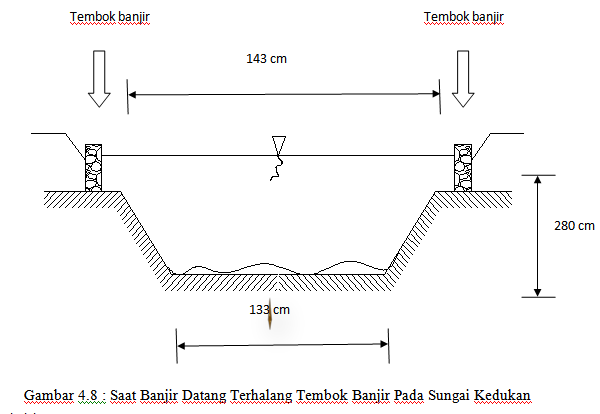 Tembok banjir
Tembok banjir
143 cm
280 cm
133 cm
Gambar 4.8 : Saat Banjir Datang Terhalang Tembok Banjir Pada Sungai Kedukan